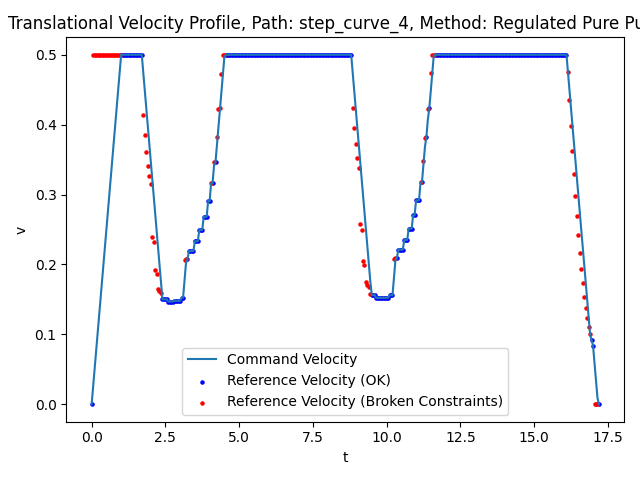 Translational Velocity Profile, Path: step_curve_4, Method: Regulated Pure Pu
0.5
0.4
0.3
v
0.2
0.1
0.0
Command Velocity
Reference Velocity (OK)
Reference Velocity (Broken Constraints)
0.0 2.5 5.0 7.5 10.0 12.5 15.0 17.5
t